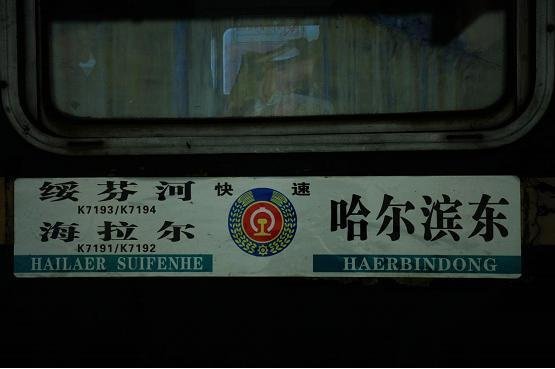 绥芬河 快速
K7193/K7194
海拉尔 哈尔滨东
K7191/K7192
HAILAER SUIFENHE HAERBINDONG